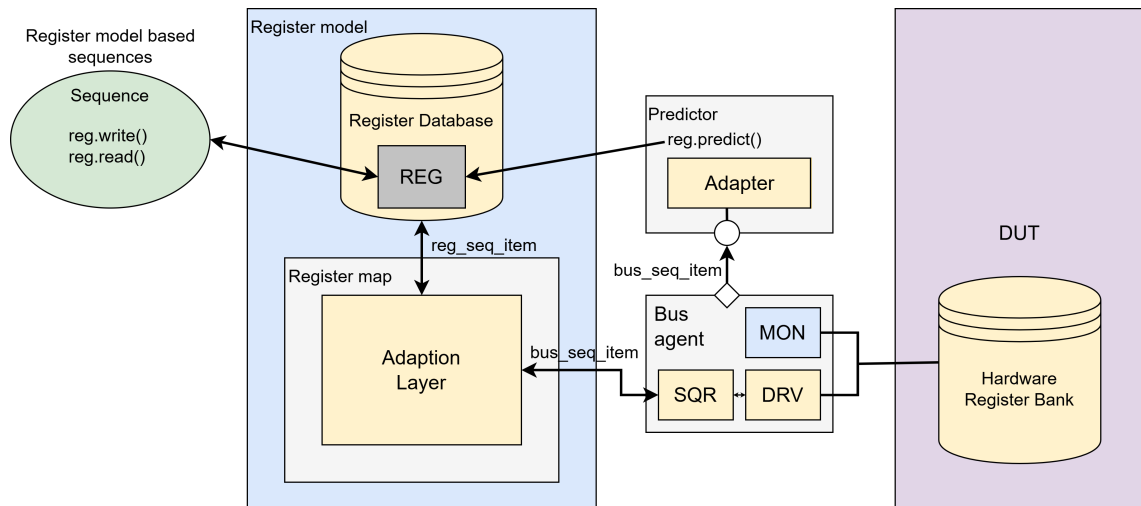 Register model based
sequences
Sequence
reg.write()
reg.read()
Register model
Register Database
REG
reg_seq_item
Register map
Adaption
Layer
bus_seq_item
Predictor
reg.predict()
Adapter
bus_seq_item
Bus
agent
MON
SQR
DRV
DUT
Hardware
Register Bank